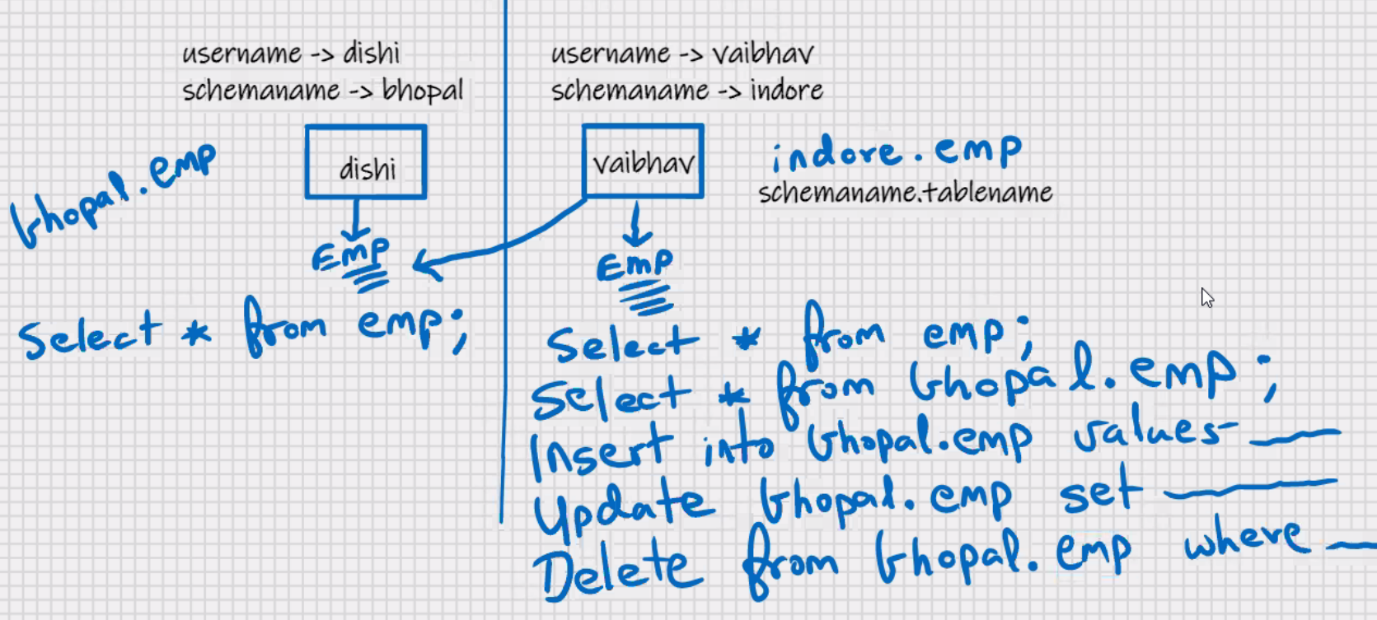 username -> dishi
schemaname -> bhopal
dishi
bhopal.emp
EMP
Select * from emp;
username -> vaibhav
schemaname -> indore
vaibhav
indore.emp
schemaname.tablename
EmP
Select * from emp;
Select * from bhopal.emp;
Insert into bhopal.emp values
Update bhopal.emp set
Delete from bhopal.emp where